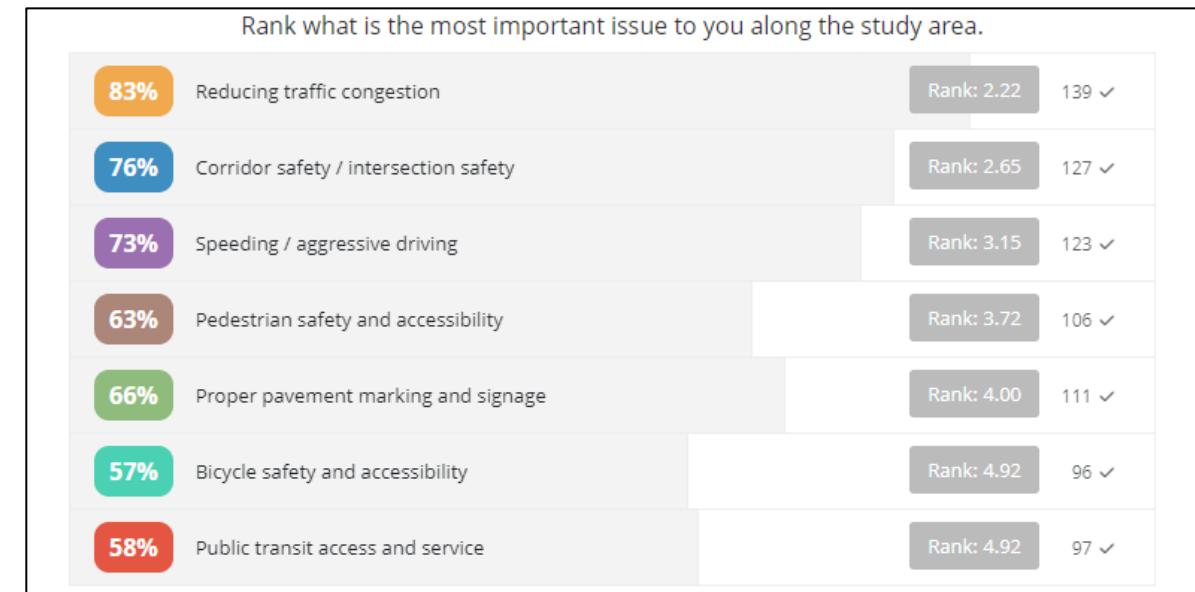 Rank what is the most important issue to you along the study area.
83% Reducing traffic congestion Rank: 2.22 139 ✓
76% Corridor safety / intersection safety Rank: 2.65 127 ✓
73% Speeding / aggressive driving Rank: 3.15 123 ✓
63% Pedestrian safety and accessibility Rank: 3.72 106 ✓
66% Proper pavement marking and signage Rank: 4.00 111 ✓
57% Bicycle safety and accessibility Rank: 4.92 96 ✓
58% Public transit access and service Rank: 4.92 97 ✓